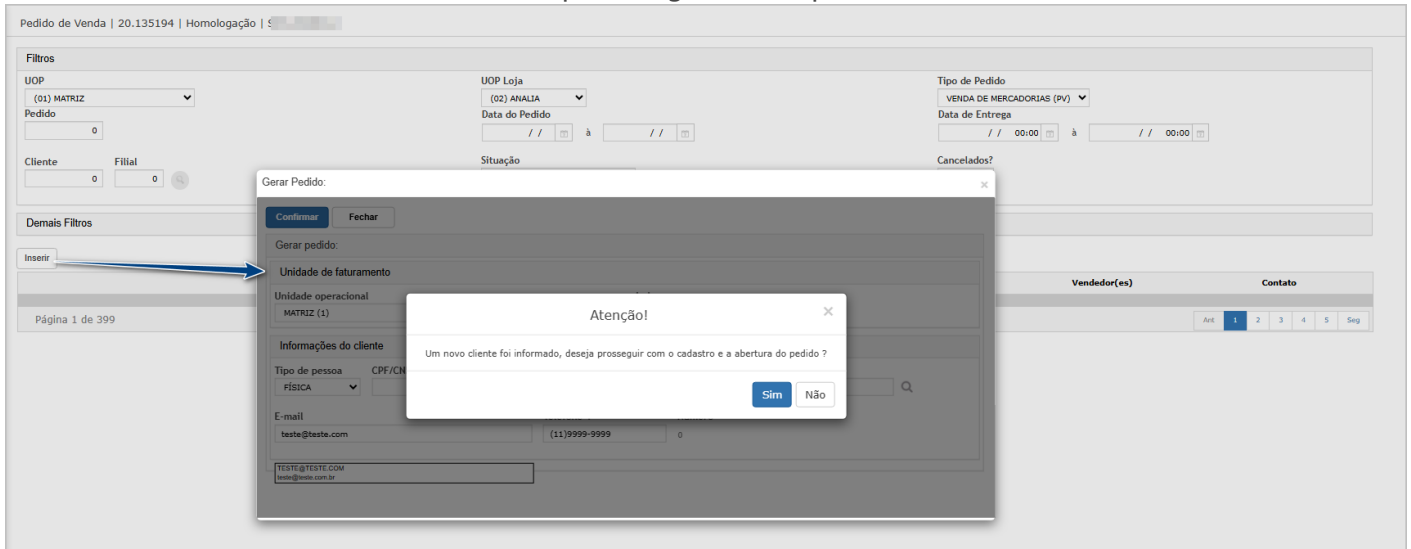 Pedido de Venda | 20.135194 | Homologação |
Filtros
UOP UOP Loja Tipo de Pedido
(01) MATRIZ (02) ANALIA VENDA DE MERCADORIAS (PV)
Pedido Data do Pedido Data de Entrega
0 / / à / / / / 00:00 à / / 00:00
Cliente Filial Situação Cancelados?
0 0
Gerar Pedido: ×
Demais Filtros
Confirmar Fechar
Gerar pedido:
Inserir
Unidade de faturamento
Vendedor(es) Contato
Unidade operacional
MATRIZ (1)
Atenção! ×
Página 1 de 399
Ant 1 2 3 4 5 Seg
Informações do cliente
Um novo cliente foi informado, deseja prosseguir com o cadastro e a abertura do pedido ?
Tipo de pessoa CPF/CN
FÍSICA
Sim Não
E-mail
teste@teste.com (11)9999-9999 0
TESTE@TESTE.COM
teste@teste.com.br